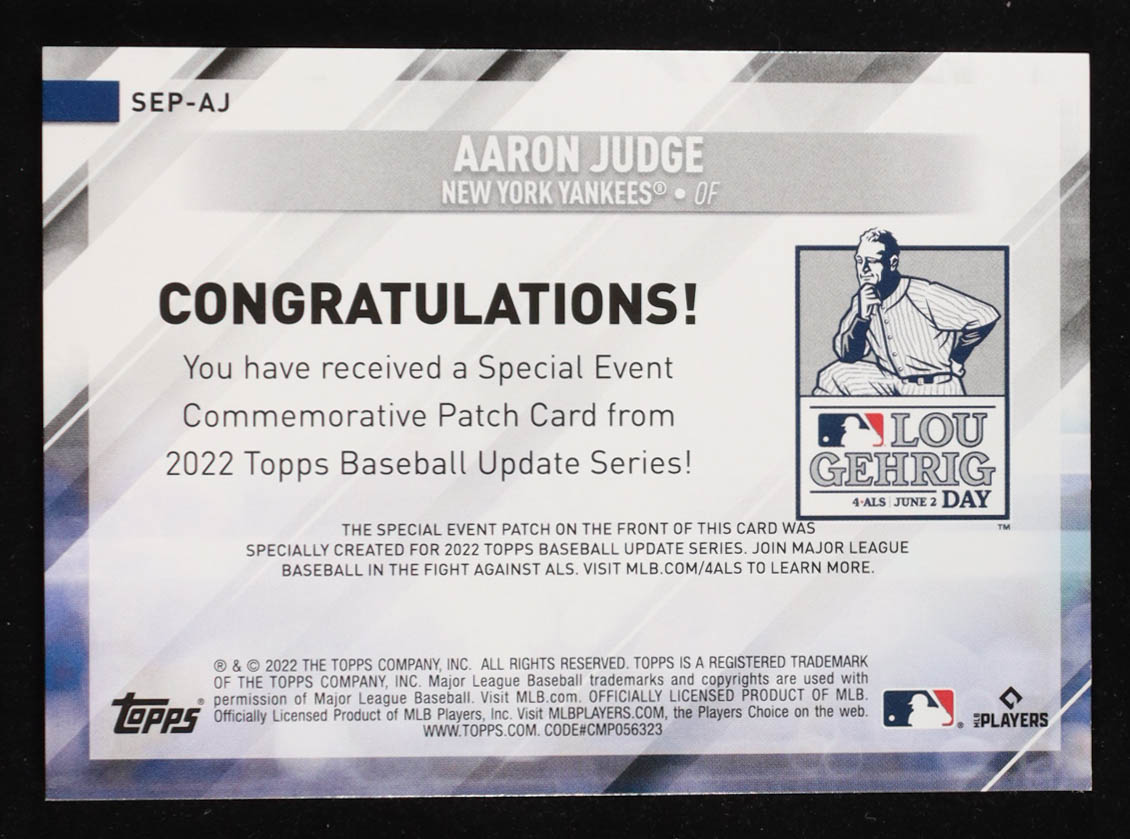 SEP-AJ
AARON JUDGE
NEW YORK YANKEES® • OF
CONGRATULATIONS!
You have received a Special Event
Commemorative Patch Card from
2022 Topps Baseball Update Series!
LOU
GEHRIG
4•ALS | JUNE 2 DAY
TM
THE SPECIAL EVENT PATCH ON THE FRONT OF THIS CARD WAS
SPECIALLY CREATED FOR 2022 TOPPS BASEBALL UPDATE SERIES. JOIN MAJOR LEAGUE
BASEBALL IN THE FIGHT AGAINST ALS. VISIT MLB.COM/4ALS TO LEARN MORE.
® & © 2022 THE TOPPS COMPANY, INC. ALL RIGHTS RESERVED. TOPPS IS A REGISTERED TRADEMARK
OF THE TOPPS COMPANY, INC. Major League Baseball trademarks and copyrights are used with
permission of Major League Baseball. Visit MLB.com. OFFICIALLY LICENSED PRODUCT OF MLB.
Officially Licensed Product of MLB Players, Inc. Visit MLBPLAYERS.COM, the Players Choice on the web.
WWW.TOPPS.COM. CODE#CMP056323
Topps®
®
MLB PLAYERS